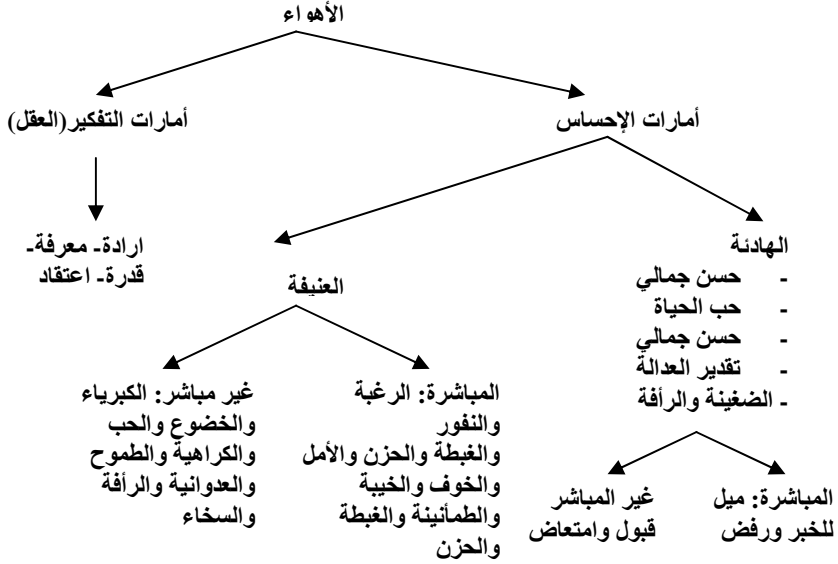 الأهواء
أمارات الإحساس
أمارات التفكير(العقل)
ارادة- معرفة-
قدرة- اعتقاد
الهادئة
- حسن جمالي
- حب الحياة
- حسن جمالي
- تقدير العدالة
- الضغينة والرأفة
العنيفة
المباشرة: الرغبة
والنفور
والغبطة والحزن والأمل
والخوف والخيبة
والطمأنينة والغبطة
والحزن
غير مباشر: الكبرياء
والخضوع والحب
والكراهية والطموح
والعدوانية والرأفة
والسخاء
المباشرة: ميل
للخبر ورفض
غير المباشر
قبول وامتعاض